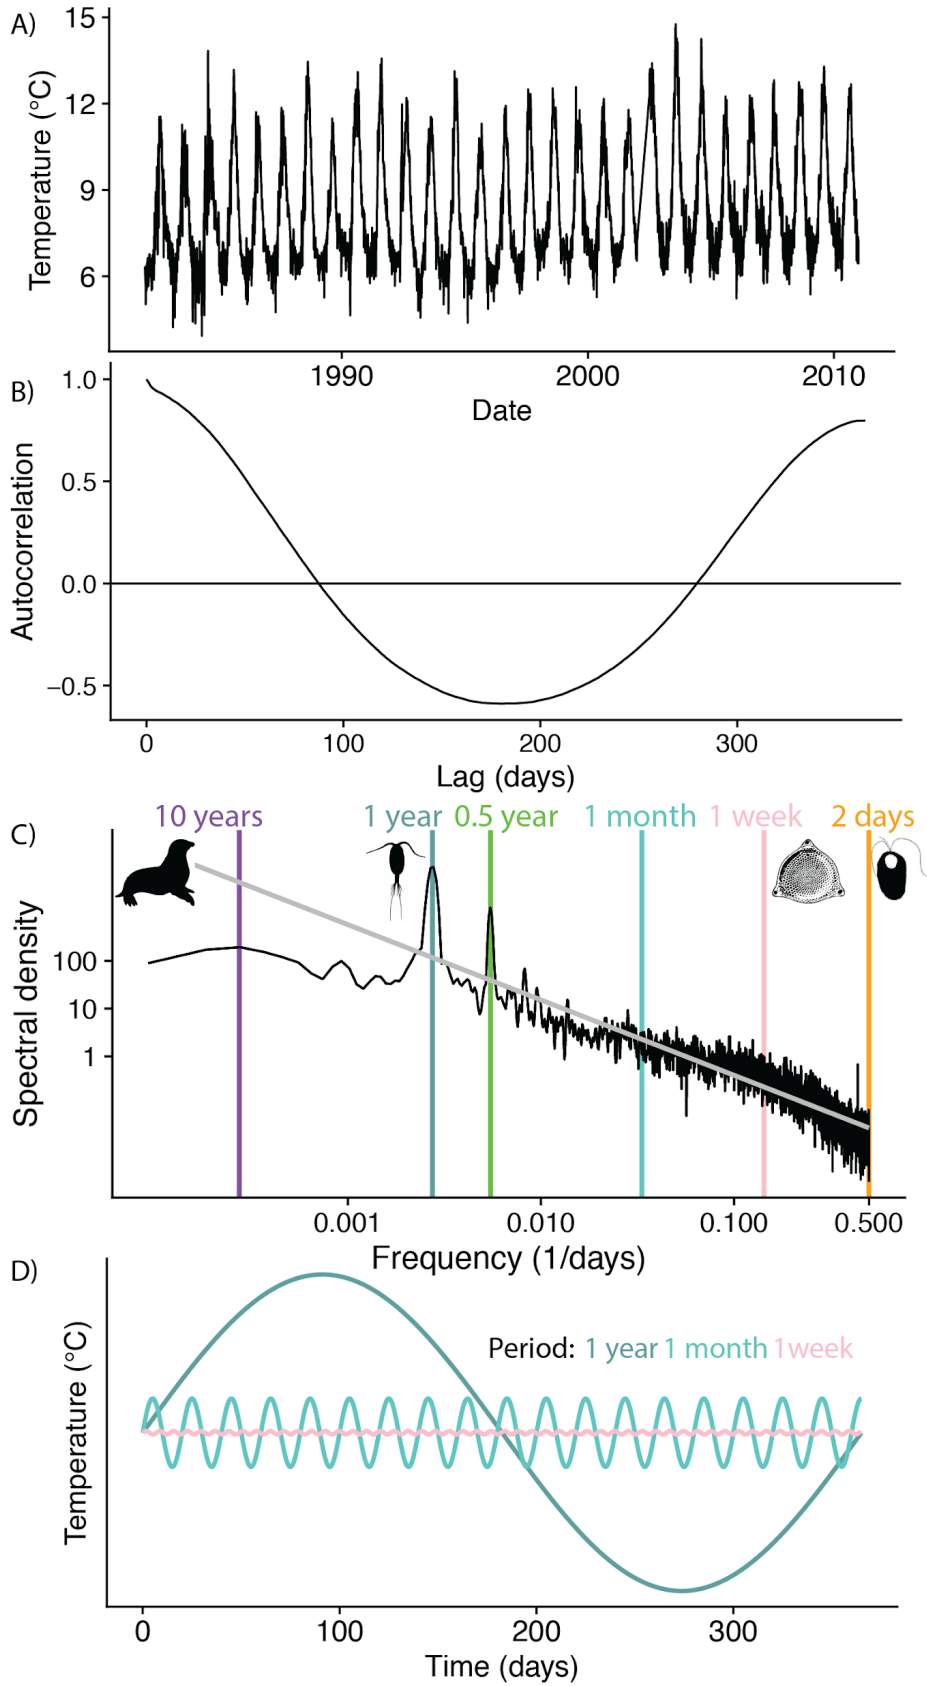 A)
Temperature (°C)
15
12
9
6
1990 2000 2010
Date
B)
Autocorrelation
1.0
0.5
0.0
−0.5
0 100 200 300
Lag (days)
C)
10 years 1 year 0.5 year 1 month 1 week 2 days
Spectral density
100
10
1
0.001 0.010 0.100 0.500
Frequency (1/days)
D)
Temperature (°C)
Period: 1 year 1 month 1week
0 100 200 300
Time (days)